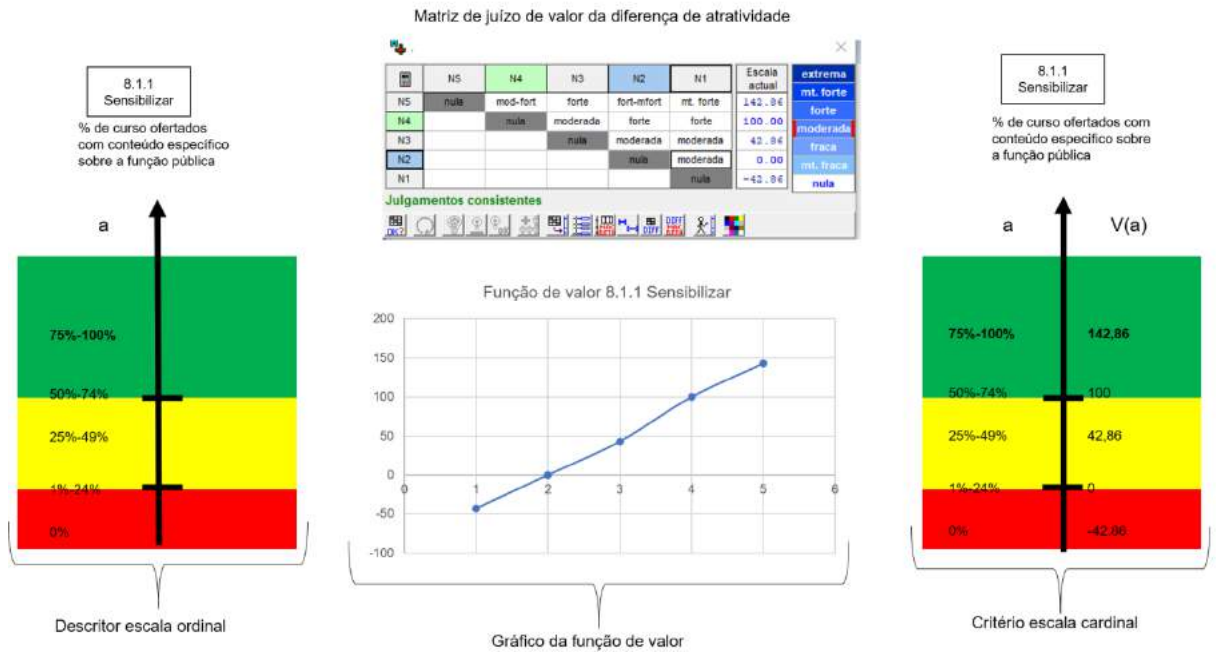 Matriz de juízo de valor da diferença de atratividade
8.1.1
Sensibilizar
% de curso ofertados
com conteúdo específico
sobre a função pública
a
75%-100%
50%-74%
25%-49%
1%-24%
0%
Descritor escala ordinal
N5 N4 N3 N2 N1 Escala actual
N5 nula mod-fort forte fort-mfort mt. forte 142.86
N4 nula moderada forte forte 100.00
N3 nula moderada moderada 42.86
N2 nula moderada 0.00
N1 nula -42.86
extrema
mt. forte
forte
moderada
fraca
mt. fraca
nula
Julgamentos consistentes
OK?
DIFF
DIFF
Função de valor 8.1.1 Sensibilizar
200
150
100
50
0
-50
-100
0 1 2 3 4 5 6
Gráfico da função de valor
8.1.1
Sensibilizar
% de curso ofertados com
conteúdo específico sobre
a função pública
a V(a)
75%-100% 142,86
50%-74% 100
25%-49% 42,86
1%-24% 0
0% -42,86
Critério escala cardinal